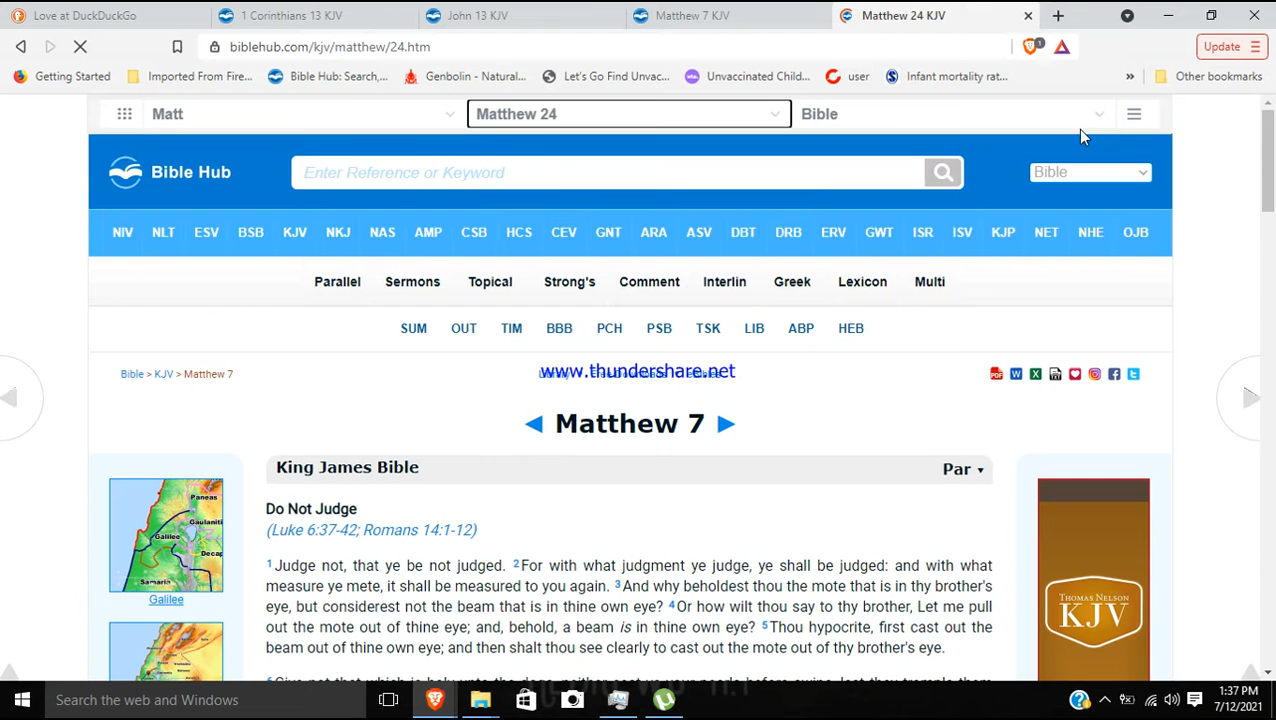 Love at DuckDuckGo
1 Corinthians 13 KJV
John 13 KJV
Matthew 7 KJV
Matthew 24 KJV
biblehub.com/kjv/matthew/24.htm
1
Update
Getting Started
Imported From Fire...
Bible Hub: Search,...
Genbolin - Natural...
Let's Go Find Unvac...
Unvaccinated Child...
user
Infant mortality rat...
Other bookmarks
Matt
Matthew 24
Bible
Bible Hub
Enter Reference or Keyword
Bible
NIV NLT ESV BSB KJV NKJ NAS AMP CSB HCS CEV GNT ARA ASV DBT DRB ERV GWT ISR ISV KJP NET NHE OJB
Parallel Sermons Topical Strong's Comment Interlin Greek Lexicon Multi
SUM OUT TIM BBB PCH PSB TSK LIB ABP HEB
www.thundershare.net
Bible > KJV > Matthew 7
◄ Matthew 7 ►
King James Bible
Par ▾
Do Not Judge
(Luke 6:37-42; Romans 14:1-12)
1Judge not, that ye be not judged. 2For with what judgment ye judge, ye shall be judged: and with what
measure ye mete, it shall be measured to you again. 3And why beholdest thou the mote that is in thy brother's
eye, but considerest not the beam that is in thine own eye? 4Or how wilt thou say to thy brother, Let me pull
out the mote out of thine eye; and, behold, a beam is in thine own eye? 5Thou hypocrite, first cast out the
beam out of thine own eye; and then shalt thou see clearly to cast out the mote out of thy brother's eye.
Paneas
Gaulaniti
Galilee
Decap
Samaria
Galilee
THOMAS NELSON
KJV
Search the web and Windows
1:37 PM
7/12/2021